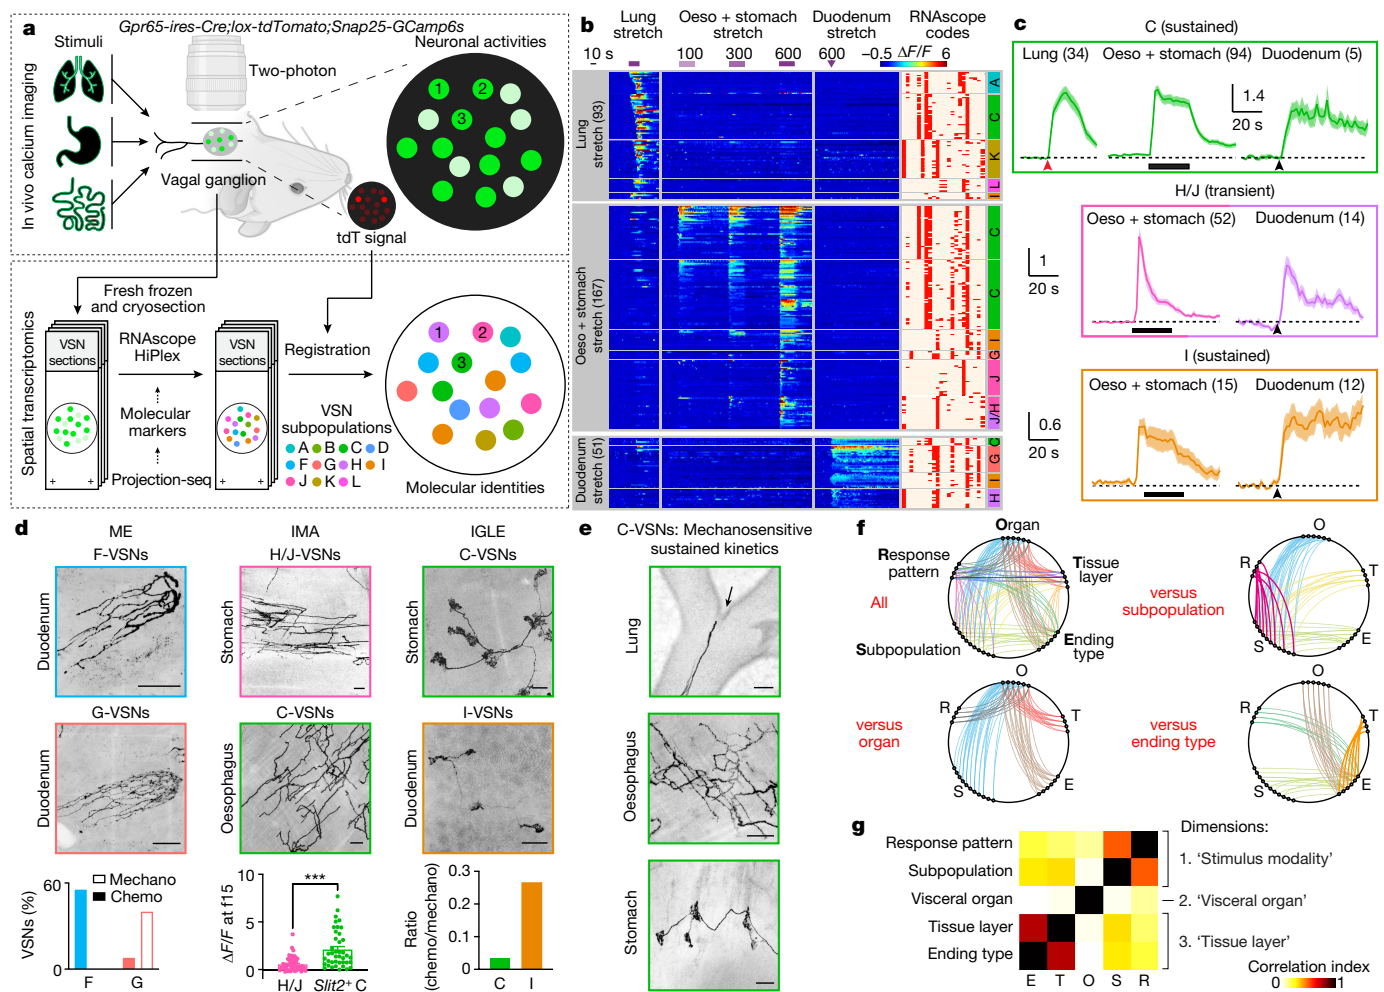 a
Gpr65-ires-Cre;lox-tdTomato;Snap25-GCamp6s
In vivo calcium imaging
Stimuli
Two-photon
Neuronal activities
1 2
3
Vagal ganglion
tdT signal
Spatial transcriptomics
Fresh frozen
and cryosection
VSN
sections
RNAscope
HiPlex
Molecular
markers
Projection-seq
VSN
sections
Registration
VSN
subpopulations
A B C D
F G H I
J K L
1 2
3
Molecular identities
b
Lung
stretch
Oeso + stomach
stretch
Duodenum
stretch
RNAscope
codes
10 s
100 300 600
600
−0.5 ΔF/F 6
Lung
stretch (93)
Oeso + stomach
stretch (167)
Duodenum
stretch (51)
A
C
K
L
I
C
C
I
G
J
J/H
C
G
I
H
c
C (sustained)
Lung (34) Oeso + stomach (94) Duodenum (5)
1.4
20 s
H/J (transient)
Oeso + stomach (52) Duodenum (14)
1
20 s
I (sustained)
Oeso + stomach (15) Duodenum (12)
0.6
20 s
d
ME IMA IGLE
F-VSNs H/J-VSNs C-VSNs
Duodenum
Stomach
Stomach
G-VSNs C-VSNs I-VSNs
Duodenum
Oesophagus
Duodenum
VSNs (%)
60
0
Mechano
Chemo
F G
ΔF/F at f15
10
5
0
***
H/J Slit2+ C
Ratio
(chemo/mechano)
0.3
0.2
0.1
0
C I
e
C-VSNs: Mechanosensitive
sustained kinetics
Lung
Oesophagus
Stomach
f
Organ
Response
pattern
Tissue
layer
All
Subpopulation
Ending
type
O
R
T
versus
subpopulation
S
E
O
R
T
versus
organ
S
E
O
R
T
versus
ending type
S
E
g
Response pattern
Subpopulation
Visceral organ
Tissue layer
Ending type
E T O S R
Dimensions:
1. ‘Stimulus modality’
2. ‘Visceral organ’
3. ‘Tissue layer’
Correlation index
0 1